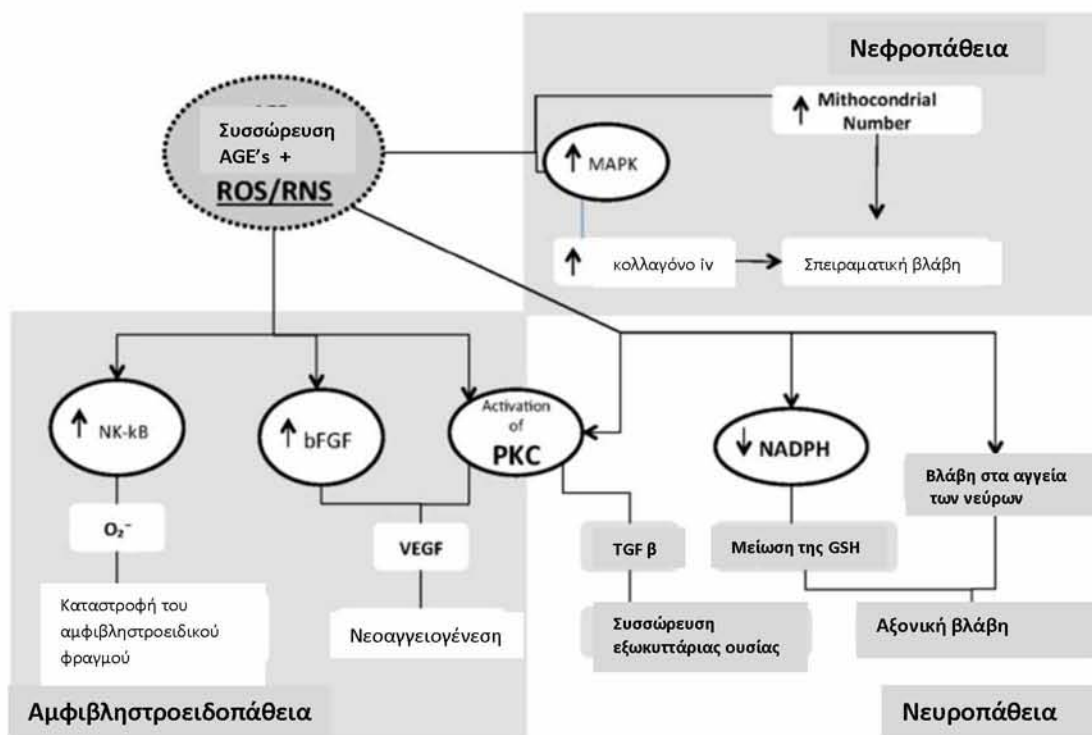 Νεφροπάθεια
Συσσώρευση
AGE's +
ROS/RNS
↑ Mithocondrial
Number
↑ MAPK
↑ κολλαγόνο iv
Σπειραματική βλάβη
↑ NK-kB
↑ bFGF
Activation
of
PKC
↓ NADPH
Βλάβη στα αγγεία
των νεύρων
O₂⁻
VEGF
TGF β
Μείωση της GSH
Καταστροφή του
αμφιβληστροειδικού
φραγμού
Νεοαγγειογένεση
Συσσώρευση
εξωκυττάριας ουσίας
Αξονική βλάβη
Αμφιβληστροειδοπάθεια
Νευροπάθεια